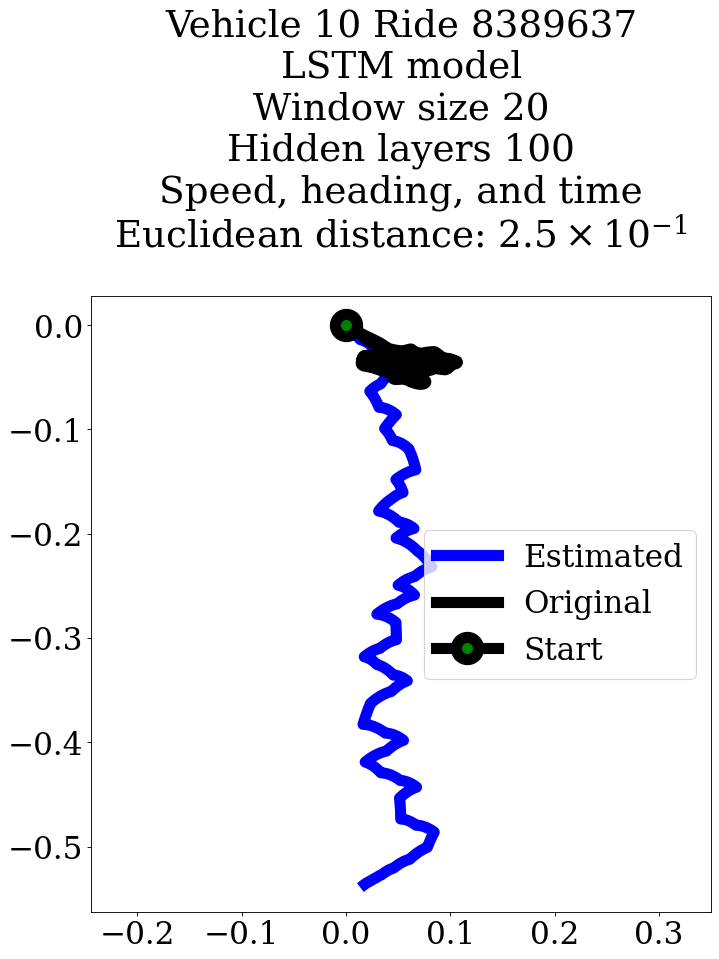 Vehicle 10 Ride 8389637
LSTM model
Window size 20
Hidden layers 100
Speed, heading, and time
Euclidean distance: 2.5 × 10⁻¹
0.0
−0.1
−0.2
−0.3
−0.4
−0.5
Estimated
Original
Start
−0.2 −0.1 0.0 0.1 0.2 0.3